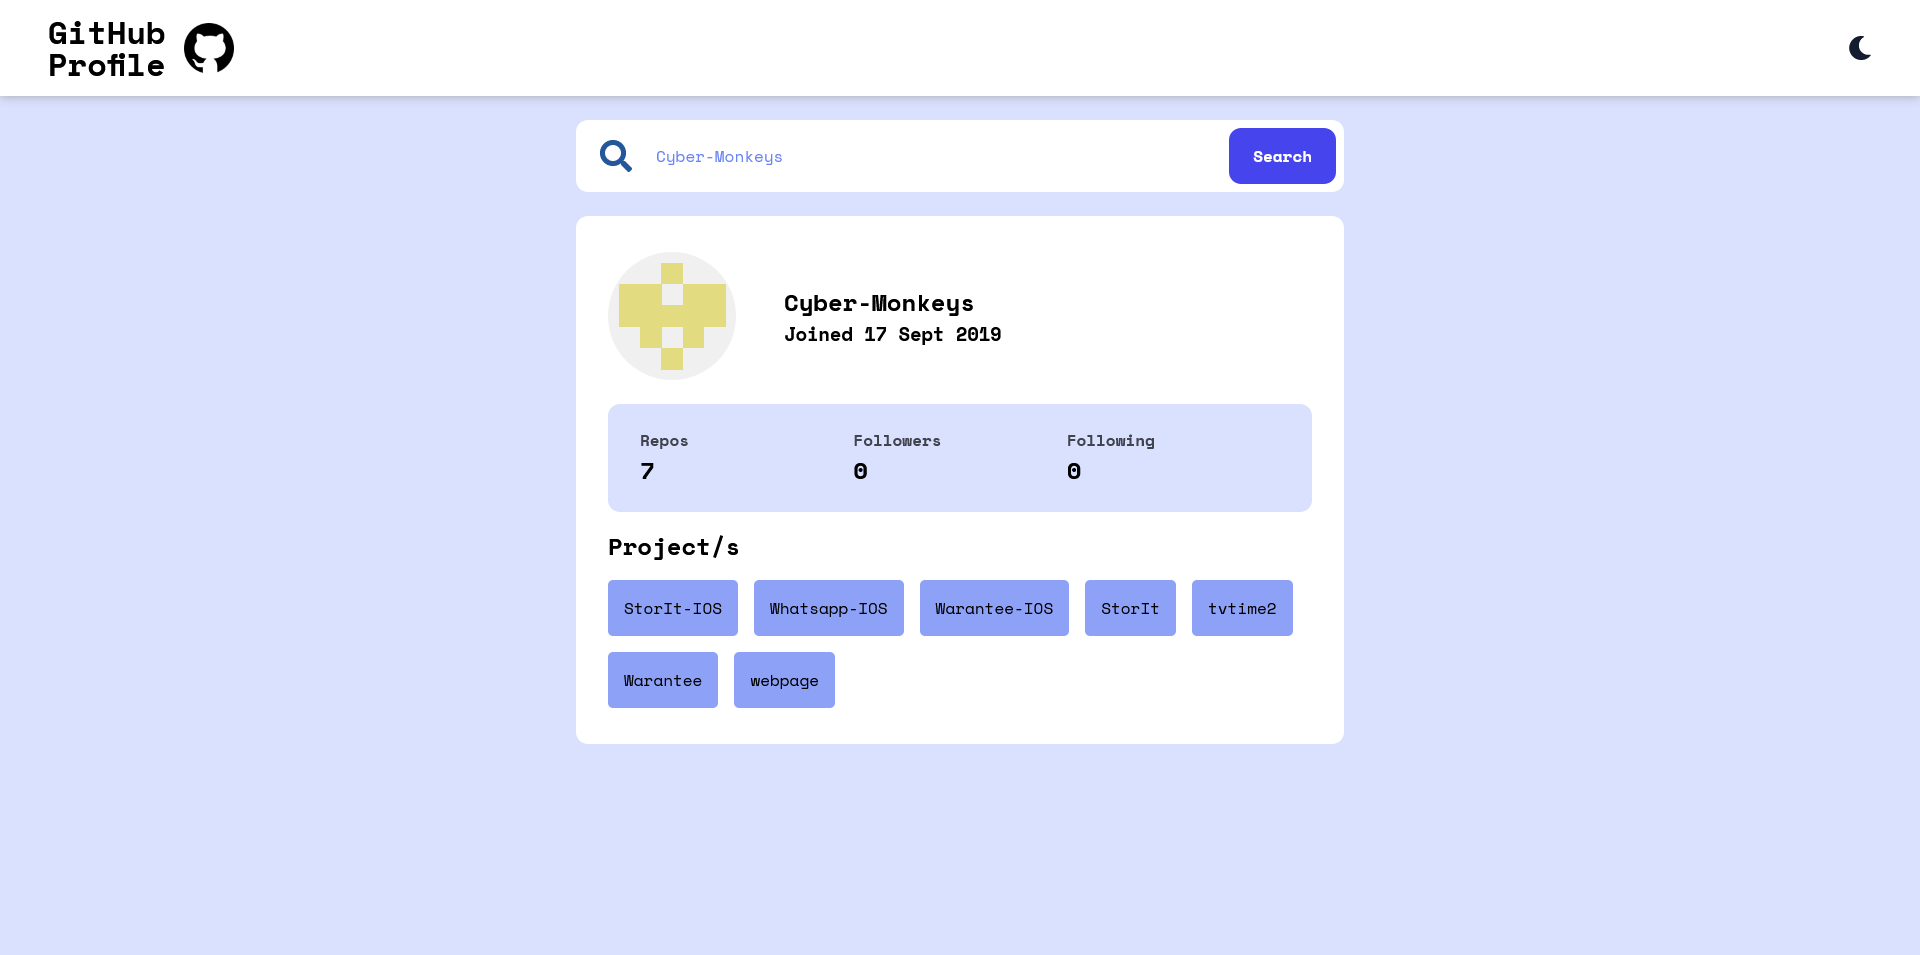 GitHub
Profile
Cyber-Monkeys
Search
Cyber-Monkeys
Joined 17 Sept 2019
Repos Followers Following
7 0 0
Project/s
StorIt-IOS Whatsapp-IOS Warantee-IOS StorIt tvtime2
Warantee webpage